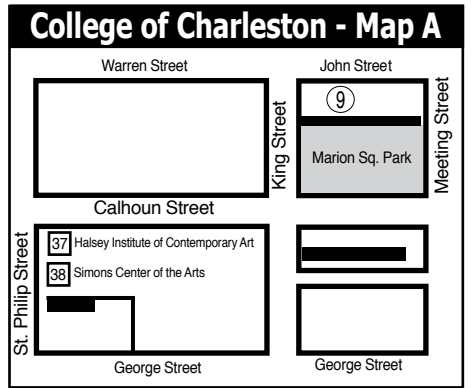 College of Charleston - Map A
Warren Street
John Street
9
King Street
Meeting Street
Marion Sq. Park
Calhoun Street
St. Philip Street
37 Halsey Institute of Contemporary Art
38 Simons Center of the Arts
George Street
George Street